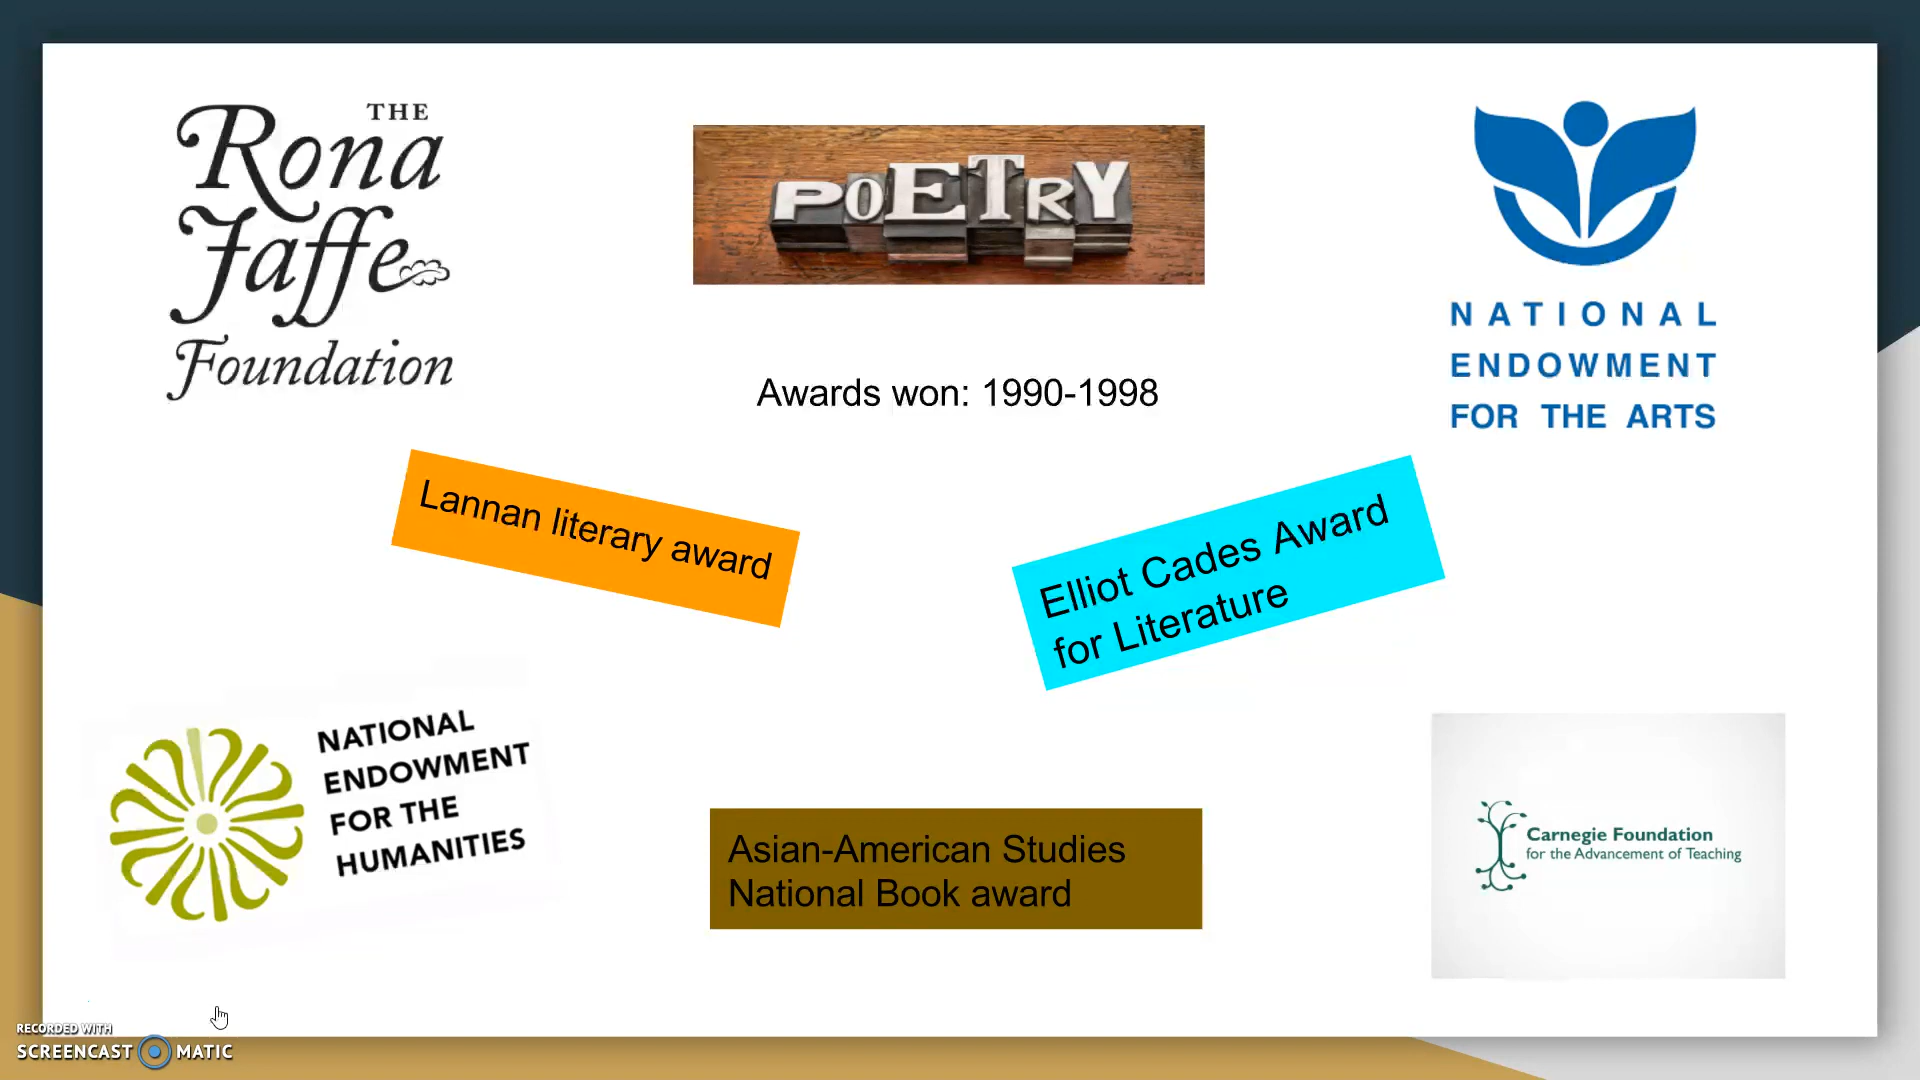 THE
Rona
Jaffe
Foundation
POETRY
NATIONAL
ENDOWMENT
FOR THE ARTS
Awards won: 1990-1998
Lannan literary award
Elliot Cades Award
for Literature
NATIONAL
ENDOWMENT
FOR THE
HUMANITIES
Asian-American Studies
National Book award
Carnegie Foundation
for the Advancement of Teaching
RECORDED WITH
SCREENCAST MATIC